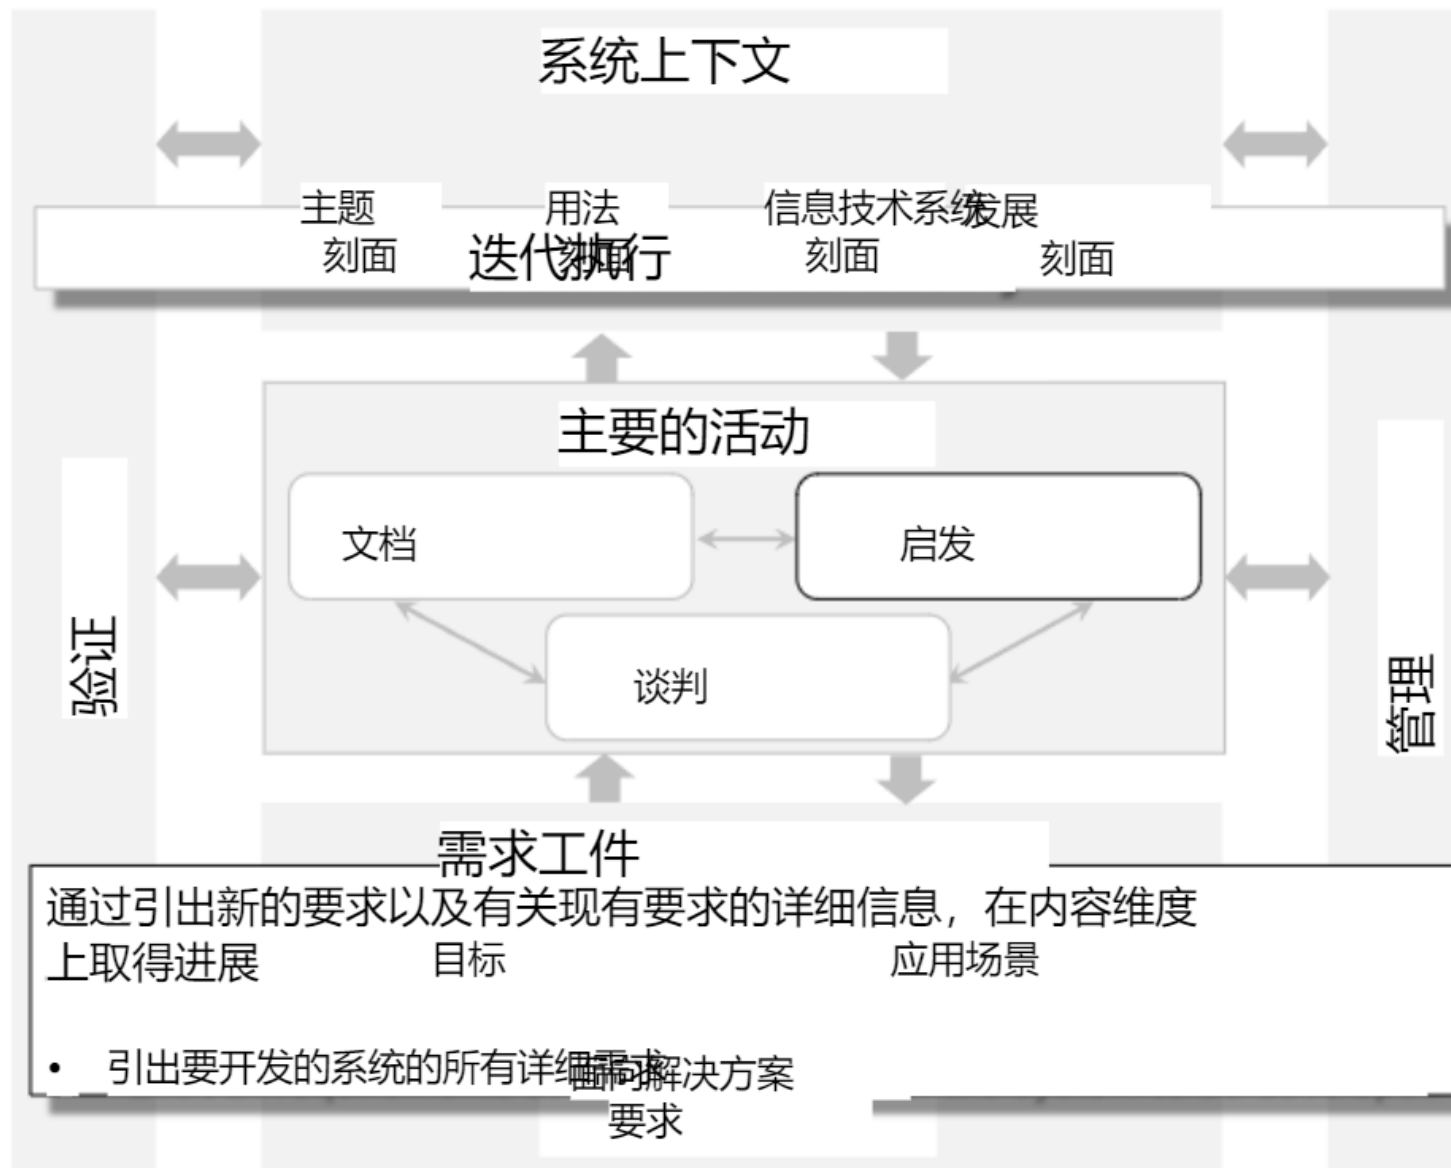 系统上下文
主题
刻面
用法
刻面
信息技术系统
刻面
发展
刻面
迭代执行
主要的活动
文档
启发
谈判
验证
管理
需求工件
通过引出新的要求以及有关现有要求的详细信息，在内容维度
上取得进展
目标
应用场景
• 引出要开发的系统的所有详细需求
面向解决方案
要求